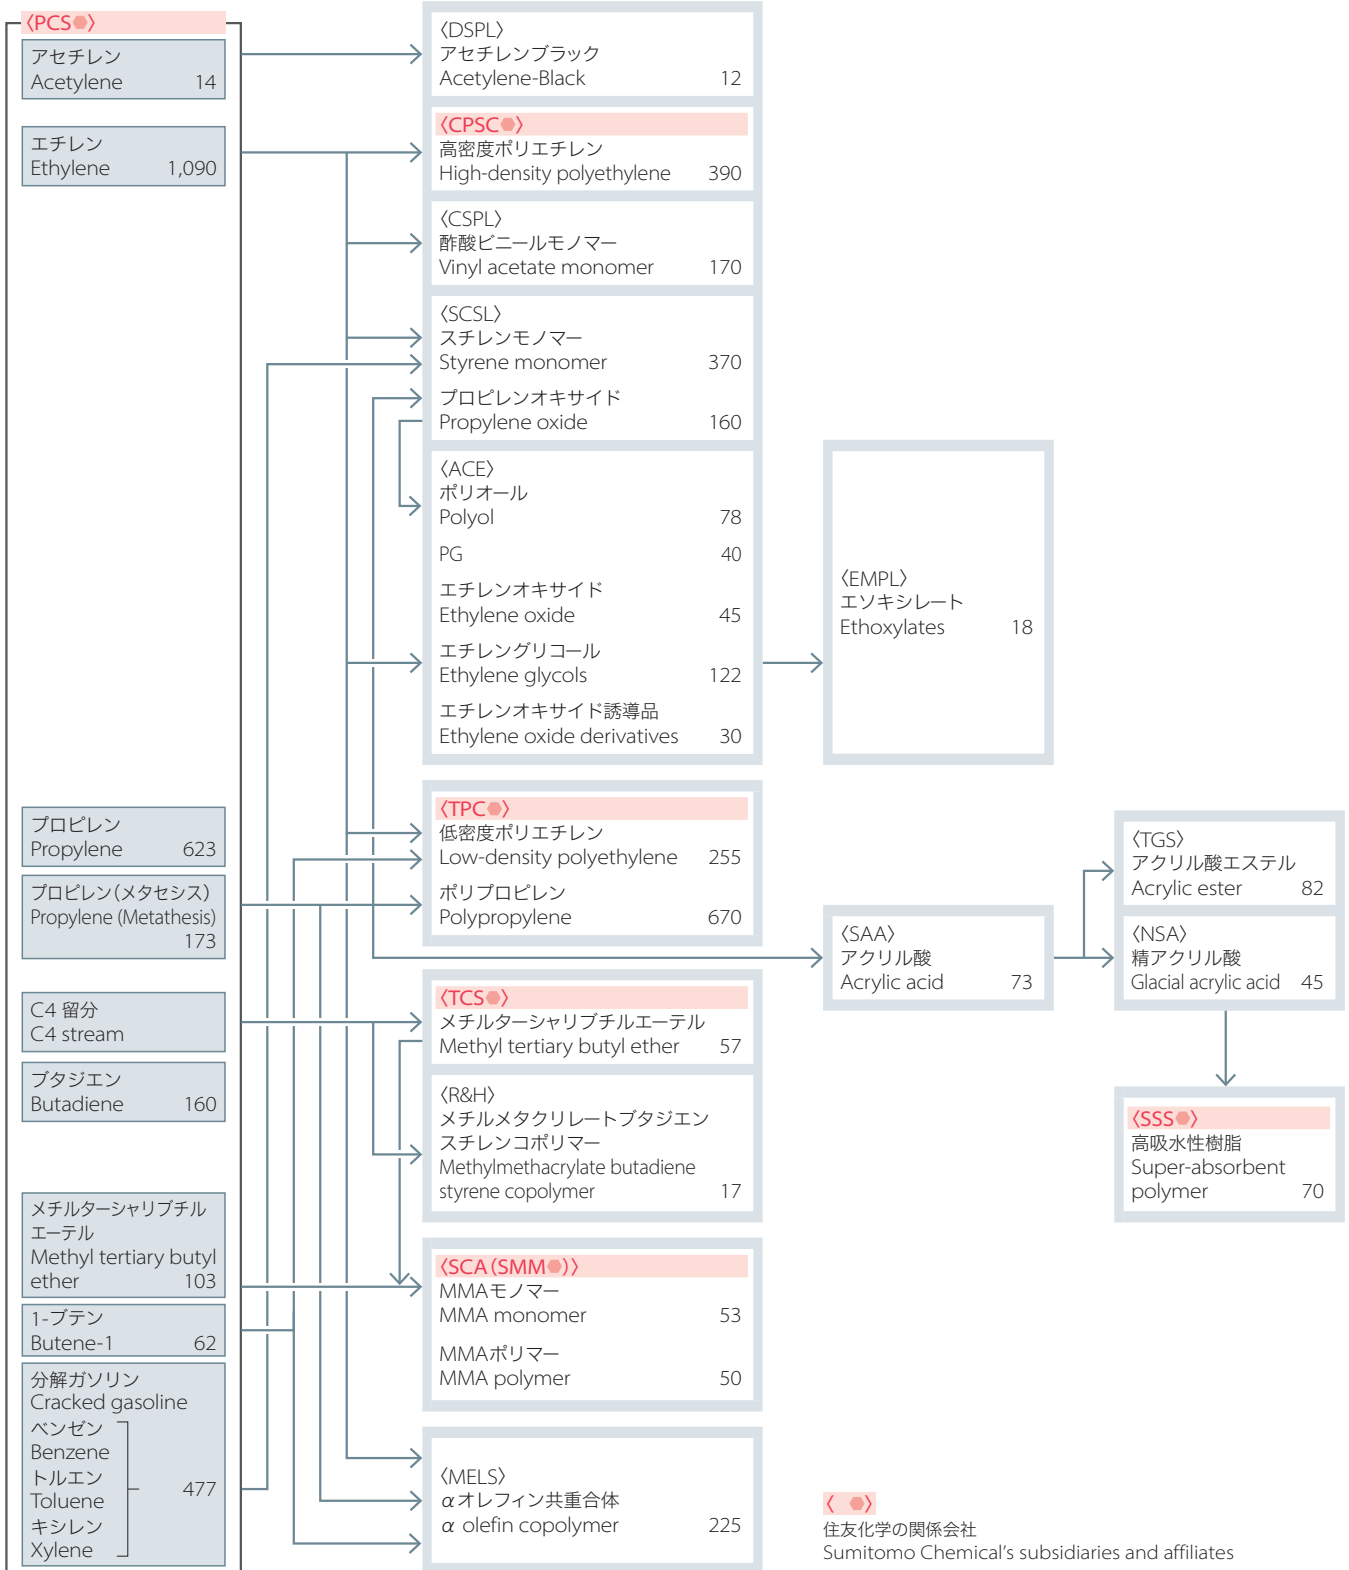 〈PCS⬣〉
アセチレン
Acetylene 14
エチレン
Ethylene 1,090
プロピレン
Propylene 623
プロピレン（メタセシス）
Propylene (Metathesis)
173
C4 留分
C4 stream
ブタジエン
Butadiene 160
メチルターシャリブチル
エーテル
Methyl tertiary butyl
ether 103
1-ブテン
Butene-1 62
分解ガソリン
Cracked gasoline
ベンゼン
Benzene
トルエン
Toluene
キシレン
Xylene
477
〈DSPL〉
アセチレンブラック
Acetylene-Black 12
〈CPSC⬣〉
高密度ポリエチレン
High-density polyethylene 390
〈CSPL〉
酢酸ビニールモノマー
Vinyl acetate monomer 170
〈SCSL〉
スチレンモノマー
Styrene monomer 370
プロピレンオキサイド
Propylene oxide 160
〈ACE〉
ポリオール
Polyol 78
PG 40
エチレンオキサイド
Ethylene oxide 45
エチレングリコール
Ethylene glycols 122
エチレンオキサイド誘導品
Ethylene oxide derivatives 30
〈EMPL〉
エソキシレート
Ethoxylates 18
〈TPC⬣〉
低密度ポリエチレン
Low-density polyethylene 255
ポリプロピレン
Polypropylene 670
〈SAA〉
アクリル酸
Acrylic acid 73
〈TGS〉
アクリル酸エステル
Acrylic ester 82
〈NSA〉
精アクリル酸
Glacial acrylic acid 45
〈SSS⬣〉
高吸水性樹脂
Super-absorbent
polymer 70
〈TCS⬣〉
メチルターシャリブチルエーテル
Methyl tertiary butyl ether 57
〈R&H〉
メチルメタクリレートブタジエン
スチレンコポリマー
Methylmethacrylate butadiene
styrene copolymer 17
〈SCA（SMM⬣）〉
MMAモノマー
MMA monomer 53
MMAポリマー
MMA polymer 50
〈MELS〉
αオレフィン共重合体
α olefin copolymer 225
〈 ⬣〉
住友化学の関係会社
Sumitomo Chemical's subsidiaries and affiliates